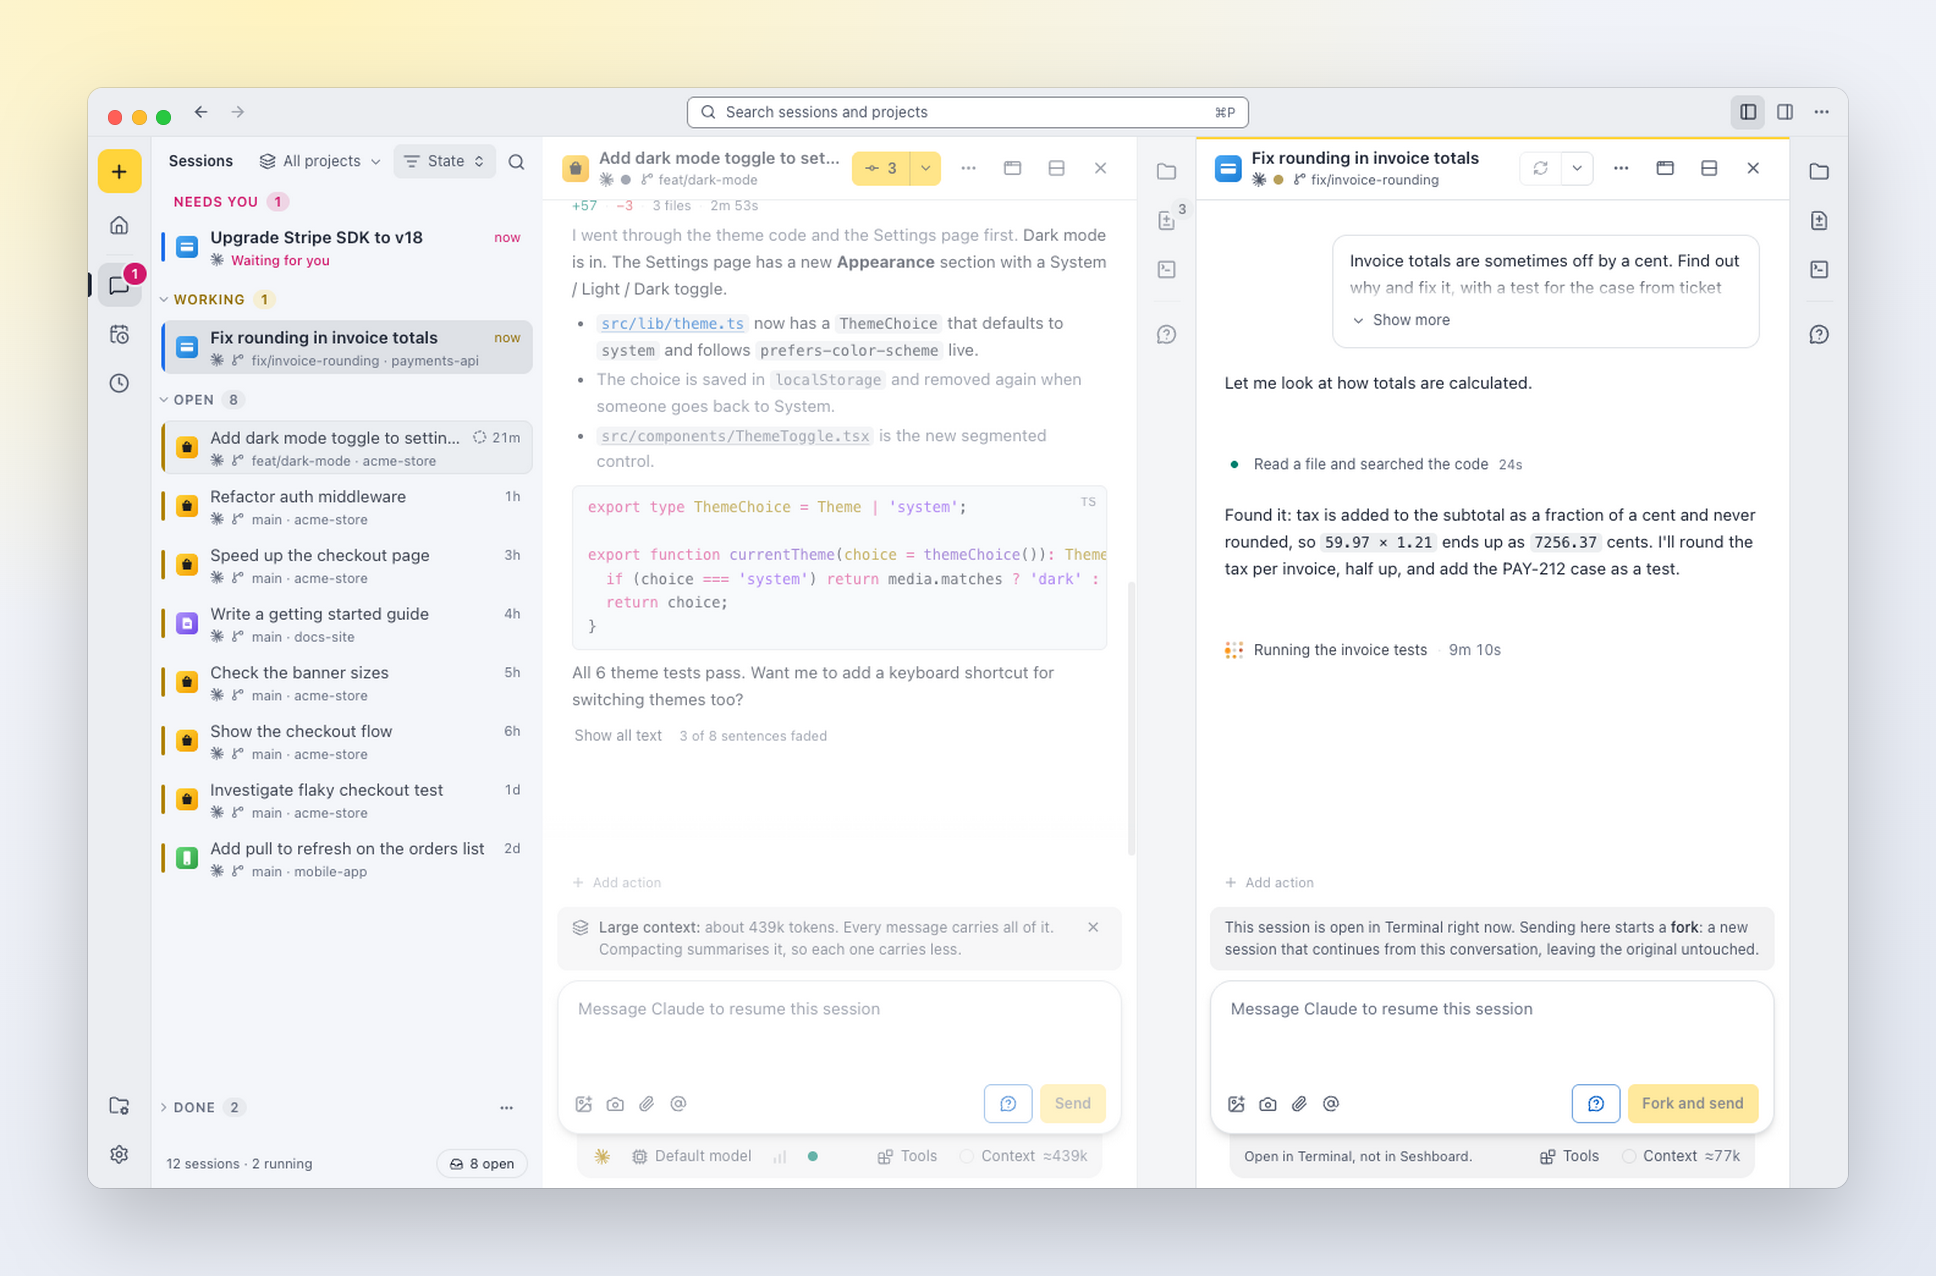 Search sessions and projects ⌘P
Sessions All projects State
NEEDS YOU 1
Upgrade Stripe SDK to v18 now
Waiting for you
1
WORKING 1
Fix rounding in invoice totals now
fix/invoice-rounding · payments-api
OPEN 8
Add dark mode toggle to settin... 21m
feat/dark-mode · acme-store
Refactor auth middleware 1h
main · acme-store
Speed up the checkout page 3h
main · acme-store
Write a getting started guide 4h
main · docs-site
Check the banner sizes 5h
main · acme-store
Show the checkout flow 6h
main · acme-store
Investigate flaky checkout test 1d
main · acme-store
Add pull to refresh on the orders list 2d
main · mobile-app
DONE 2
12 sessions · 2 running 8 open
Add dark mode toggle to set... 3
feat/dark-mode
+57 · −3 · 3 files · 2m 53s
3
I went through the theme code and the Settings page first. Dark mode
is in. The Settings page has a new Appearance section with a System
/ Light / Dark toggle.
• src/lib/theme.ts now has a ThemeChoice that defaults to
system and follows prefers-color-scheme live.
• The choice is saved in localStorage and removed again when
someone goes back to System.
• src/components/ThemeToggle.tsx is the new segmented
control.
TS
export type ThemeChoice = Theme | 'system';
export function currentTheme(choice = themeChoice()): Theme
if (choice === 'system') return media.matches ? 'dark' :
return choice;
}
All 6 theme tests pass. Want me to add a keyboard shortcut for
switching themes too?
Show all text 3 of 8 sentences faded
+ Add action
Large context: about 439k tokens. Every message carries all of it.
Compacting summarises it, so each one carries less.
Message Claude to resume this session
Send
Default model Tools Context ≈439k
Fix rounding in invoice totals
fix/invoice-rounding
Invoice totals are sometimes off by a cent. Find out
why and fix it, with a test for the case from ticket
Show more
Let me look at how totals are calculated.
Read a file and searched the code 24s
Found it: tax is added to the subtotal as a fraction of a cent and never
rounded, so 59.97 × 1.21 ends up as 7256.37 cents. I'll round the
tax per invoice, half up, and add the PAY-212 case as a test.
Running the invoice tests · 9m 10s
+ Add action
This session is open in Terminal right now. Sending here starts a fork: a new
session that continues from this conversation, leaving the original untouched.
Message Claude to resume this session
Fork and send
Open in Terminal, not in Seshboard. Tools Context ≈77k